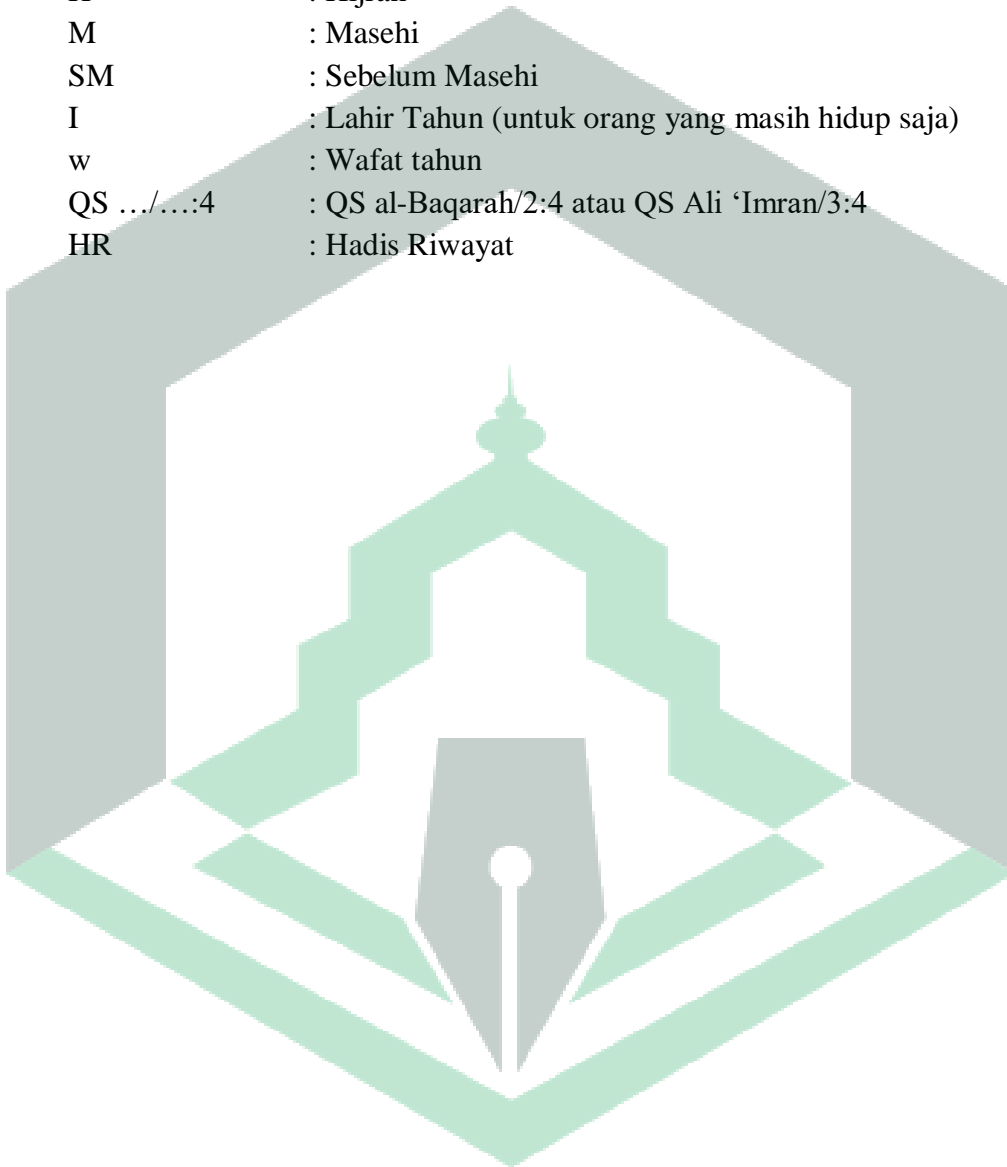 M : Masehi
SM : Sebelum Masehi
I : Lahir Tahun (untuk orang yang masih hidup saja)
w : Wafat tahun
QS …/…:4 : QS al-Baqarah/2:4 atau QS Ali ‘Imran/3:4
HR : Hadis Riwayat